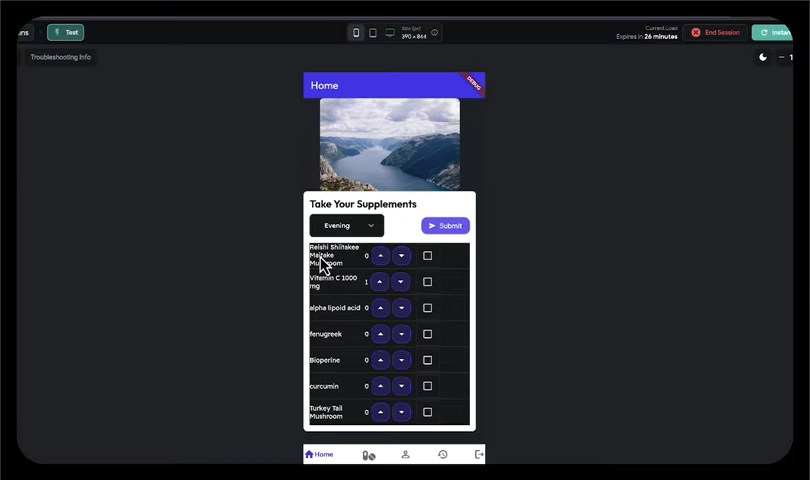 Test
Size (px)
390 × 844
Current Load
Expires in 26 minutes
End Session
Troubleshooting Info
Home
DEBUG
Take Your Supplements
Evening
Submit
Reishi Shiitakee
Maitake
Mushroom
0
Vitamin C 1000
mg
1
alpha lipoid acid 0
fenugreek 0
Bioperine 0
curcumin 0
Turkey Tail
Mushroom
0
Home